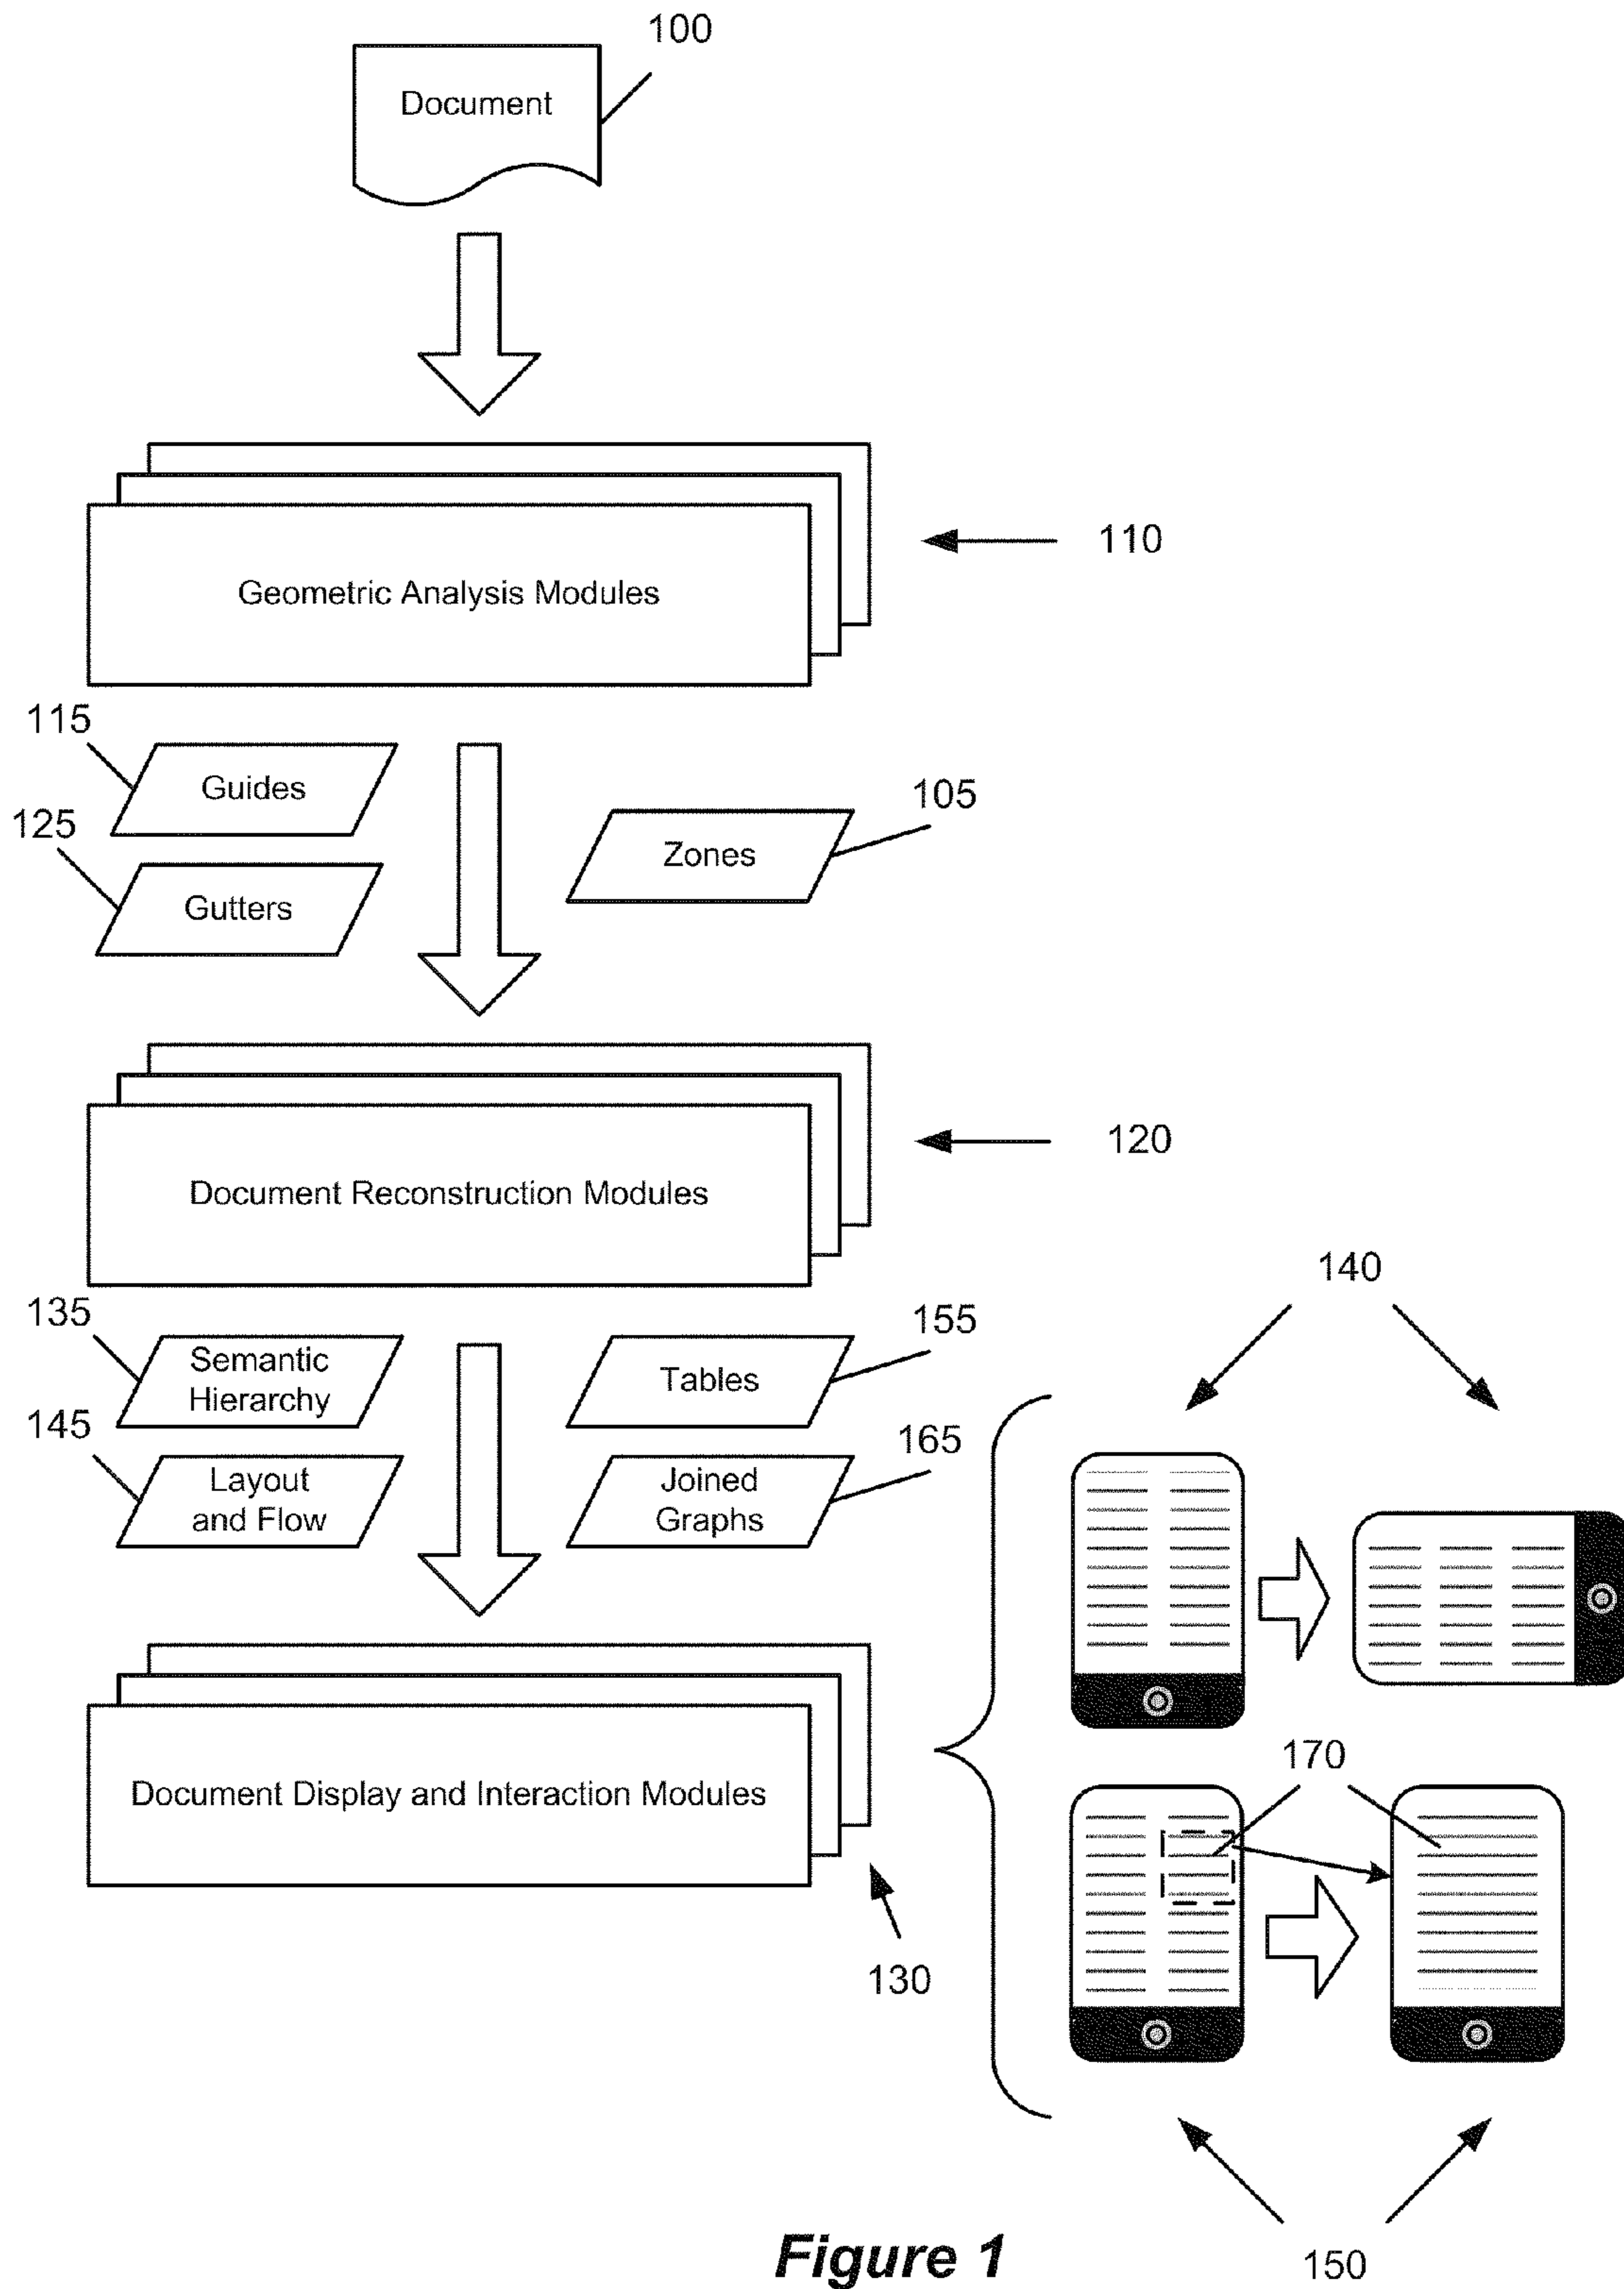 100
Document
110
Geometric Analysis Modules
115
Guides
105
125
Zones
Gutters
120
Document Reconstruction Modules
140
135
Semantic
Hierarchy
155
Tables
145
Layout
and Flow
165
Joined
Graphs
170
Document Display and Interaction Modules
130
150
Figure 1